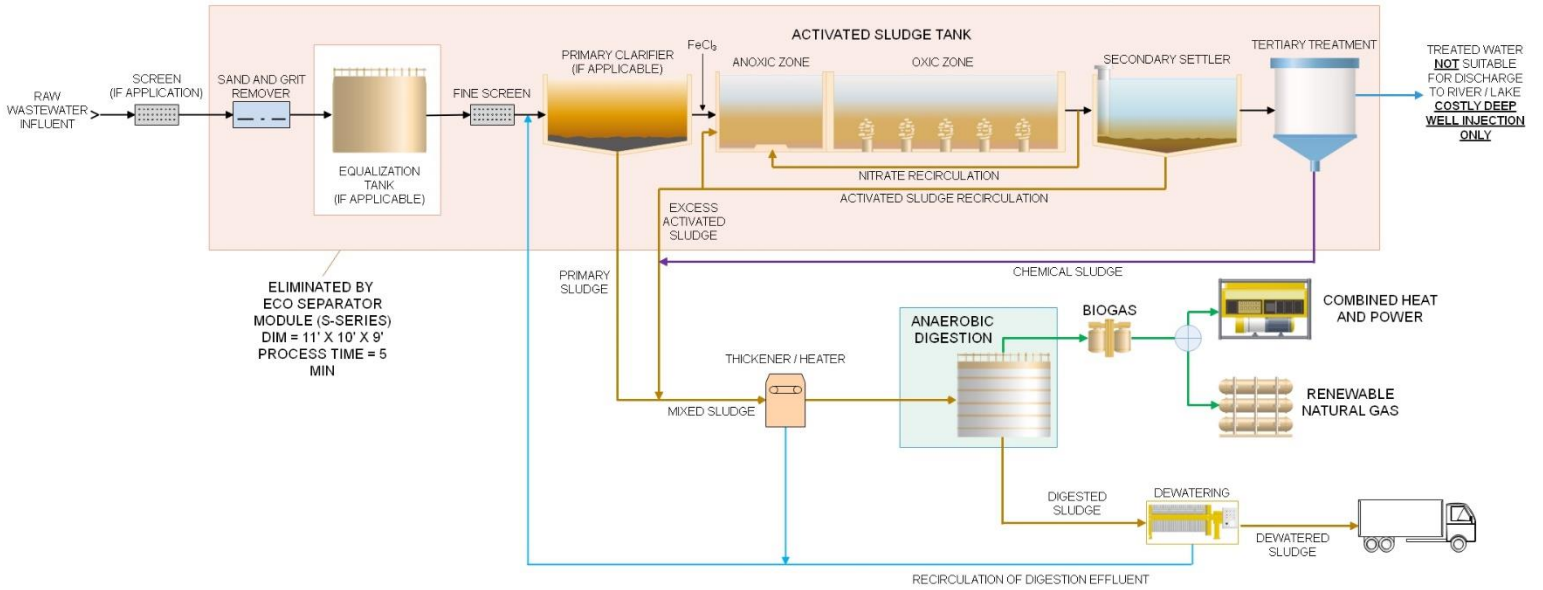 RAW
WASTEWATER
INFLUENT
SCREEN
(IF APPLICATION)
SAND AND GRIT
REMOVER
EQUALIZATION
TANK
(IF APPLICABLE)
FINE SCREEN
PRIMARY CLARIFIER
(IF APPLICABLE)
FeCl₃
ACTIVATED SLUDGE TANK
ANOXIC ZONE
OXIC ZONE
SECONDARY SETTLER
TERTIARY TREATMENT
TREATED WATER
NOT SUITABLE
FOR DISCHARGE
TO RIVER / LAKE
COSTLY DEEP
WELL INJECTION
ONLY
NITRATE RECIRCULATION
ACTIVATED SLUDGE RECIRCULATION
EXCESS
ACTIVATED
SLUDGE
CHEMICAL SLUDGE
PRIMARY
SLUDGE
ELIMINATED BY
ECO SEPARATOR
MODULE (S-SERIES)
DIM = 11' X 10' X 9'
PROCESS TIME = 5
MIN
THICKENER / HEATER
MIXED SLUDGE
ANAEROBIC
DIGESTION
BIOGAS
COMBINED HEAT
AND POWER
RENEWABLE
NATURAL GAS
DIGESTED
SLUDGE
DEWATERING
DEWATERED
SLUDGE
RECIRCULATION OF DIGESTION EFFLUENT